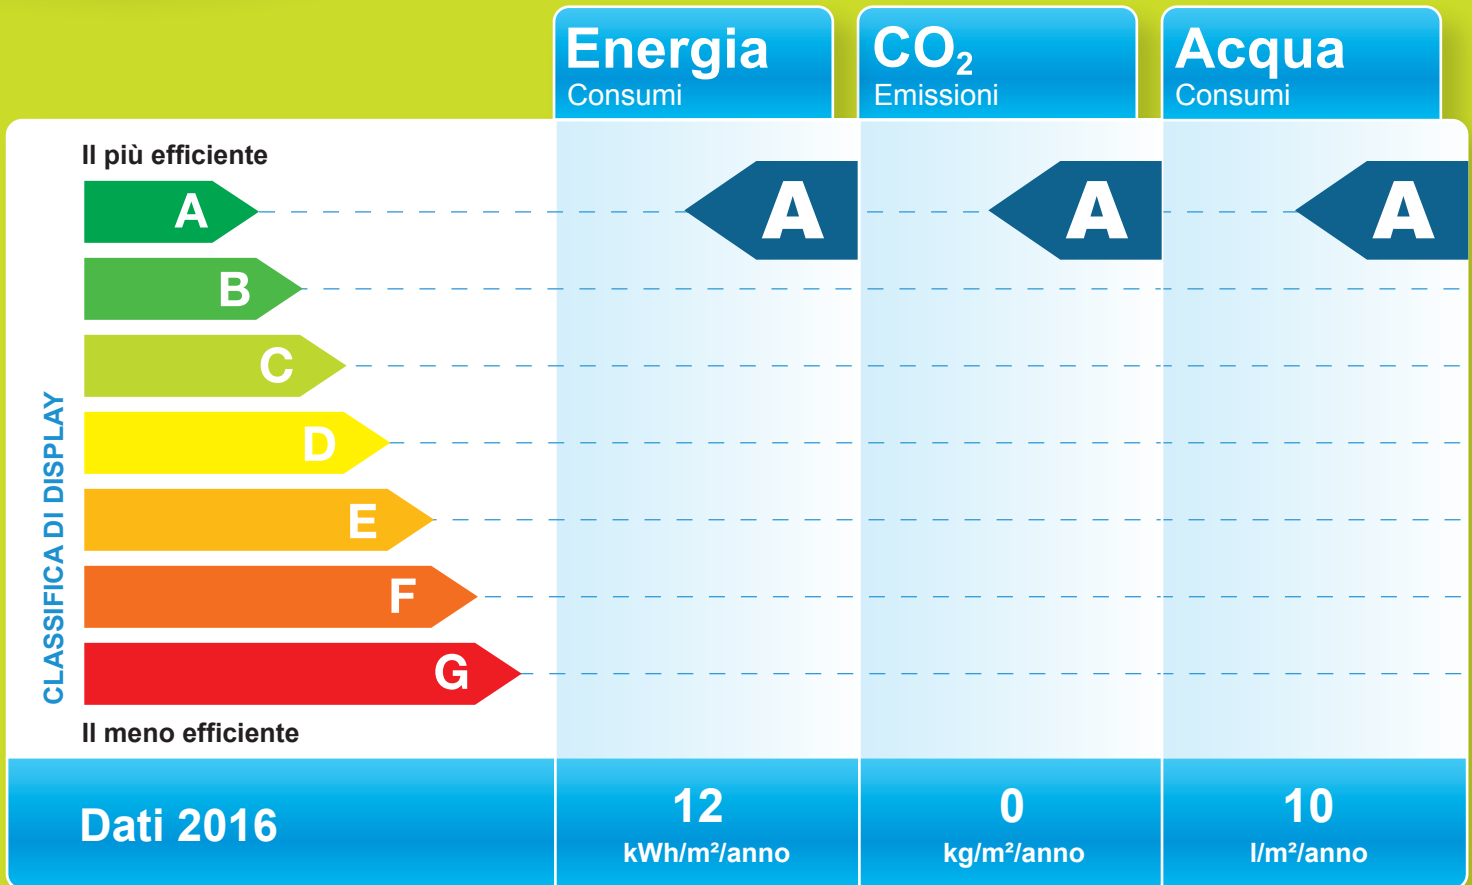 Energia
Consumi
CO₂
Emissioni
Acqua
Consumi
Il più efficiente
A
A
A
A
B
C
D
E
F
G
CLASSIFICA DI DISPLAY
Il meno efficiente
Dati 2016
12
kWh/m²/anno
0
kg/m²/anno
10
l/m²/anno